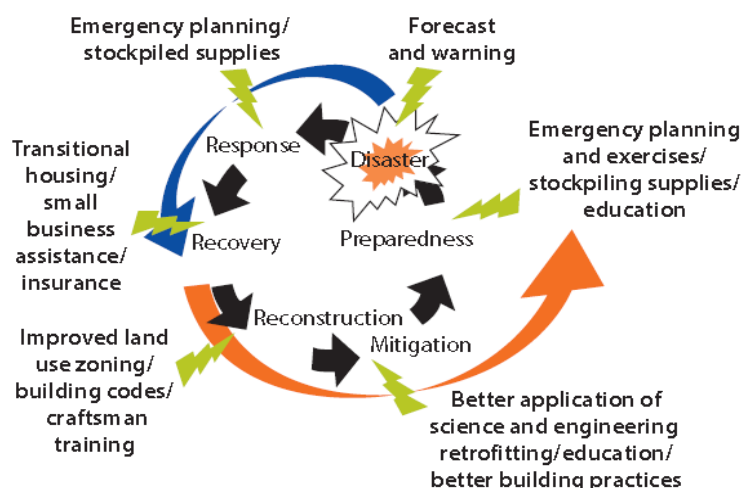 Emergency planning/
stockpiled supplies
Forecast
and warning
Response
Disaster
Emergency planning
and exercises/
stockpiling supplies/
education
Transitional
housing/
small
business
assistance/
insurance
Recovery
Preparedness
Reconstruction
Mitigation
Improved land
use zoning/
building codes/
craftsman
training
Better application of
science and engineering
retrofitting/education/
better building practices